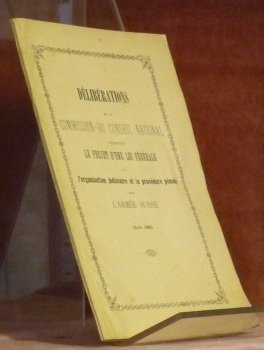 DÉLIBÉRATIONS
DE LA
COMMISSION DU CONSEIL NATIONAL
LE PROJET D'UNE LOI FÉDÉRALE
SUR
l'organisation judiciaire et la procédure pénale
POUR
L'ARMÉE SUISSE